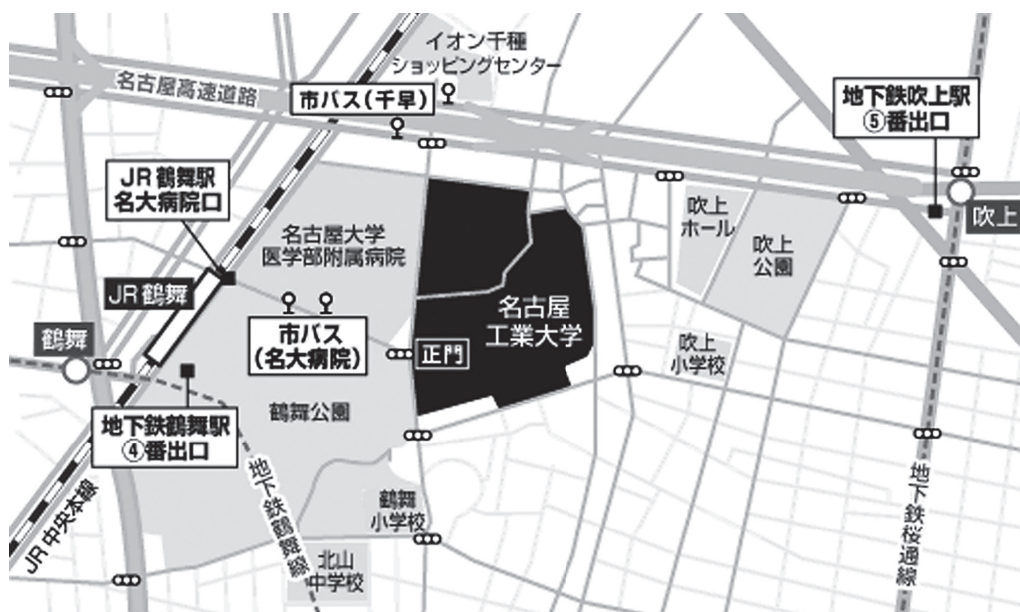 イオン千種
ショッピングセンター
名古屋高速道路
市バス(千早)
地下鉄吹上駅
⑤番出口
JR鶴舞駅
名大病院口
名古屋大学
医学部附属病院
吹上
ホール
吹上
公園
吹上
JR鶴舞
市バス
(名大病院)
名古屋
工業大学
正門
鶴舞
吹上
小学校
鶴舞公園
地下鉄鶴舞駅
④番出口
地下鉄鶴舞線
JR中央本線
鶴舞
小学校
北山
中学校
地下鉄桜通線